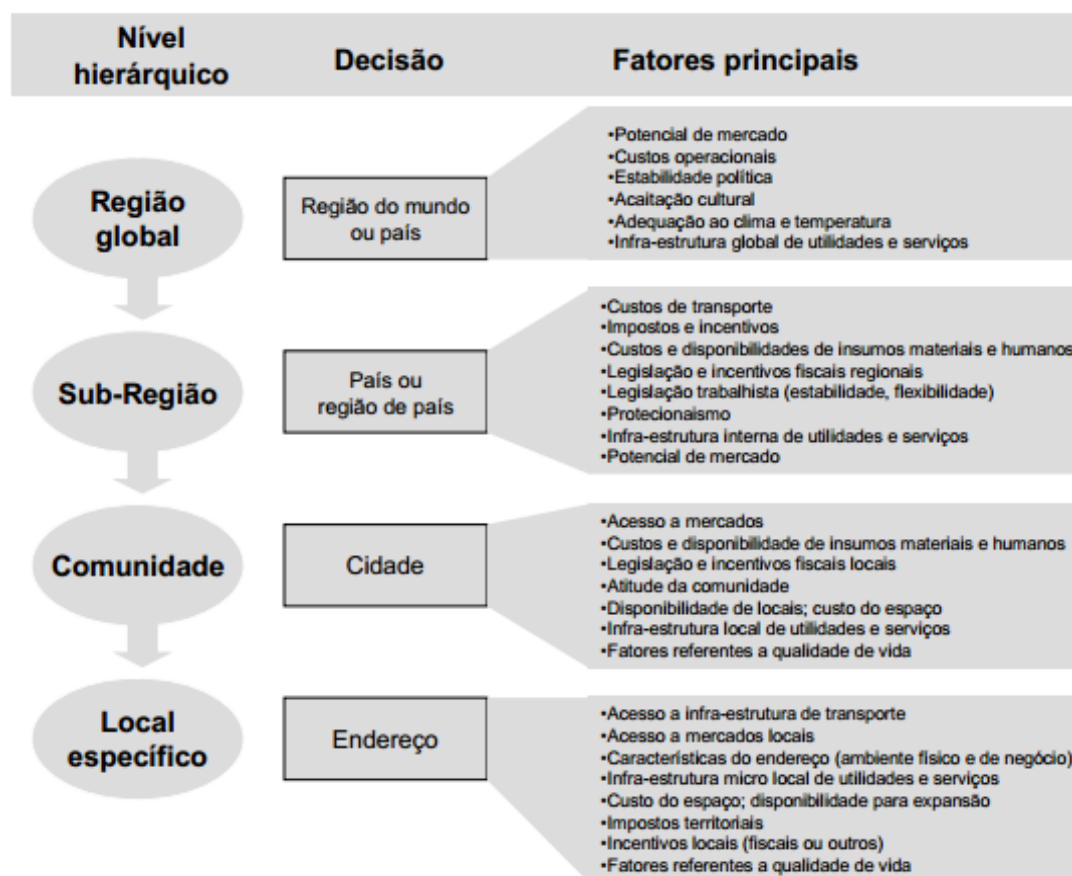 Nível
hierárquico
Decisão
Fatores principais
Região
global
Região do mundo
ou país
•Potencial de mercado
•Custos operacionais
•Estabilidade política
•Acaitação cultural
•Adequação ao clima e temperatura
•Infra-estrutura global de utilidades e serviços
Sub-Região
País ou
região de país
•Custos de transporte
•Impostos e incentivos
•Custos e disponibilidades de insumos materiais e humanos
•Legislação e incentivos fiscais regionais
•Legislação trabalhista (estabilidade, flexibilidade)
•Protecionaismo
•Infra-estrutura interna de utilidades e serviços
•Potencial de mercado
Comunidade
Cidade
•Acesso a mercados
•Custos e disponibilidade de insumos materiais e humanos
•Legislação e incentivos fiscais locais
•Atitude da comunidade
•Disponibilidade de locais; custo do espaço
•Infra-estrutura local de utilidades e serviços
•Fatores referentes a qualidade de vida
Local
específico
Endereço
•Acesso a infra-estrutura de transporte
•Acesso a mercados locais
•Características do endereço (ambiente físico e de negócio)
•Infra-estrutura micro local de utilidades e serviços
•Custo do espaço; disponibilidade para expansão
•Impostos territoriais
•Incentivos locais (fiscais ou outros)
•Fatores referentes a qualidade de vida